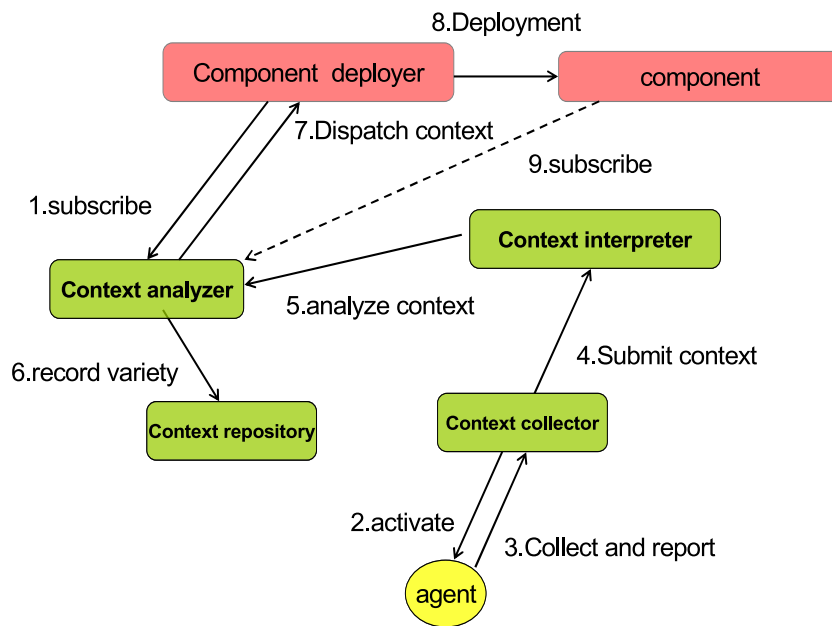 8.Deployment
Component deployer
component
7.Dispatch context
9.subscribe
1.subscribe
Context interpreter
Context analyzer
5.analyze context
4.Submit context
6.record variety
Context repository
Context collector
2.activate
3.Collect and report
agent